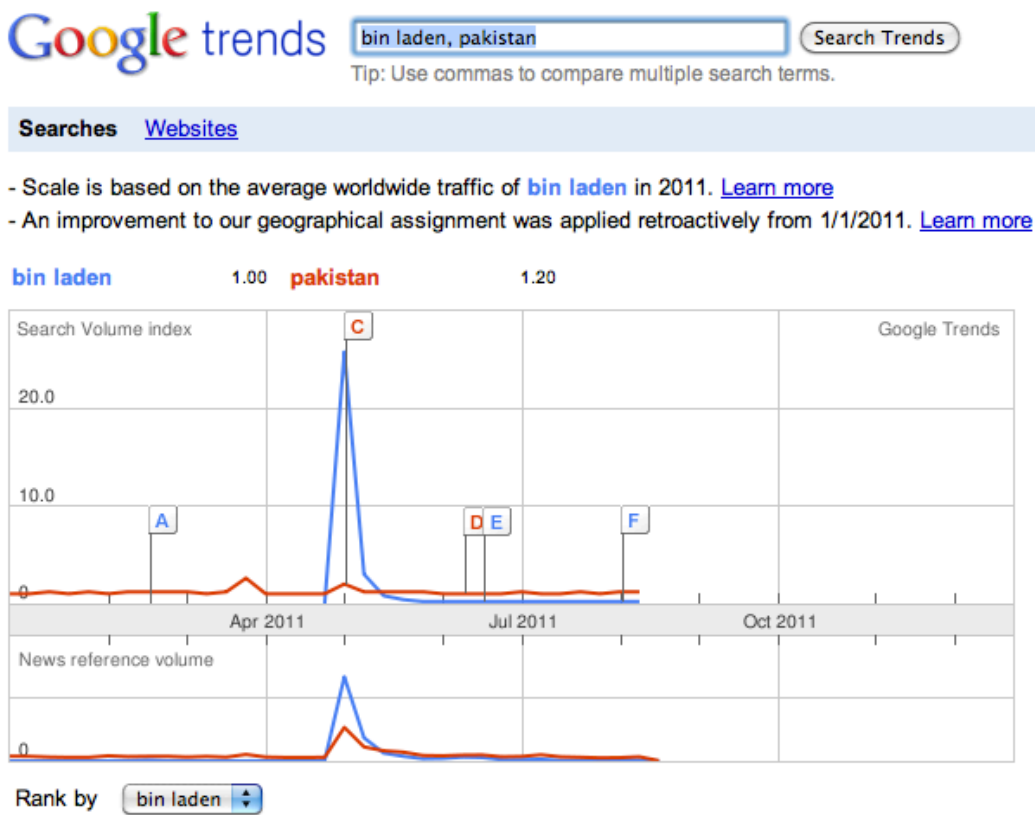 Google trends
bin laden, pakistan
Search Trends
Tip: Use commas to compare multiple search terms.
Searches Websites
- Scale is based on the average worldwide traffic of bin laden in 2011. Learn more
- An improvement to our geographical assignment was applied retroactively from 1/1/2011. Learn more
bin laden 1.00 pakistan 1.20
Search Volume index
Google Trends
C
20.0
10.0
A
D E
F
0
Apr 2011 Jul 2011 Oct 2011
News reference volume
0
Rank by bin laden